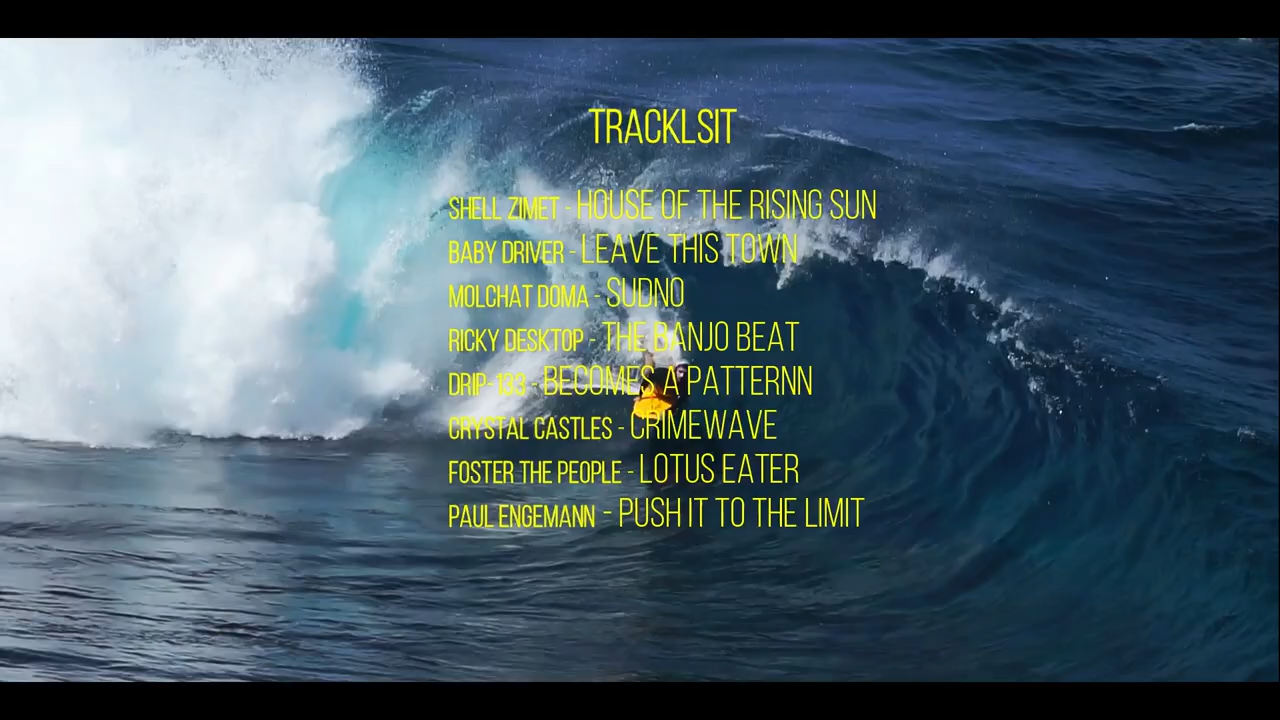 TRACKLSIT
SHELL ZIMET - HOUSE OF THE RISING SUN
BABY DRIVER - LEAVE THIS TOWN
MOLCHAT DOMA - SUDNO
RICKY DESKTOP - THE BANJO BEAT
DRIP-133 - BECOMES A PATTERNN
CRYSTAL CASTLES - CRIMEWAVE
FOSTER THE PEOPLE - LOTUS EATER
PAUL ENGEMANN - PUSH IT TO THE LIMIT